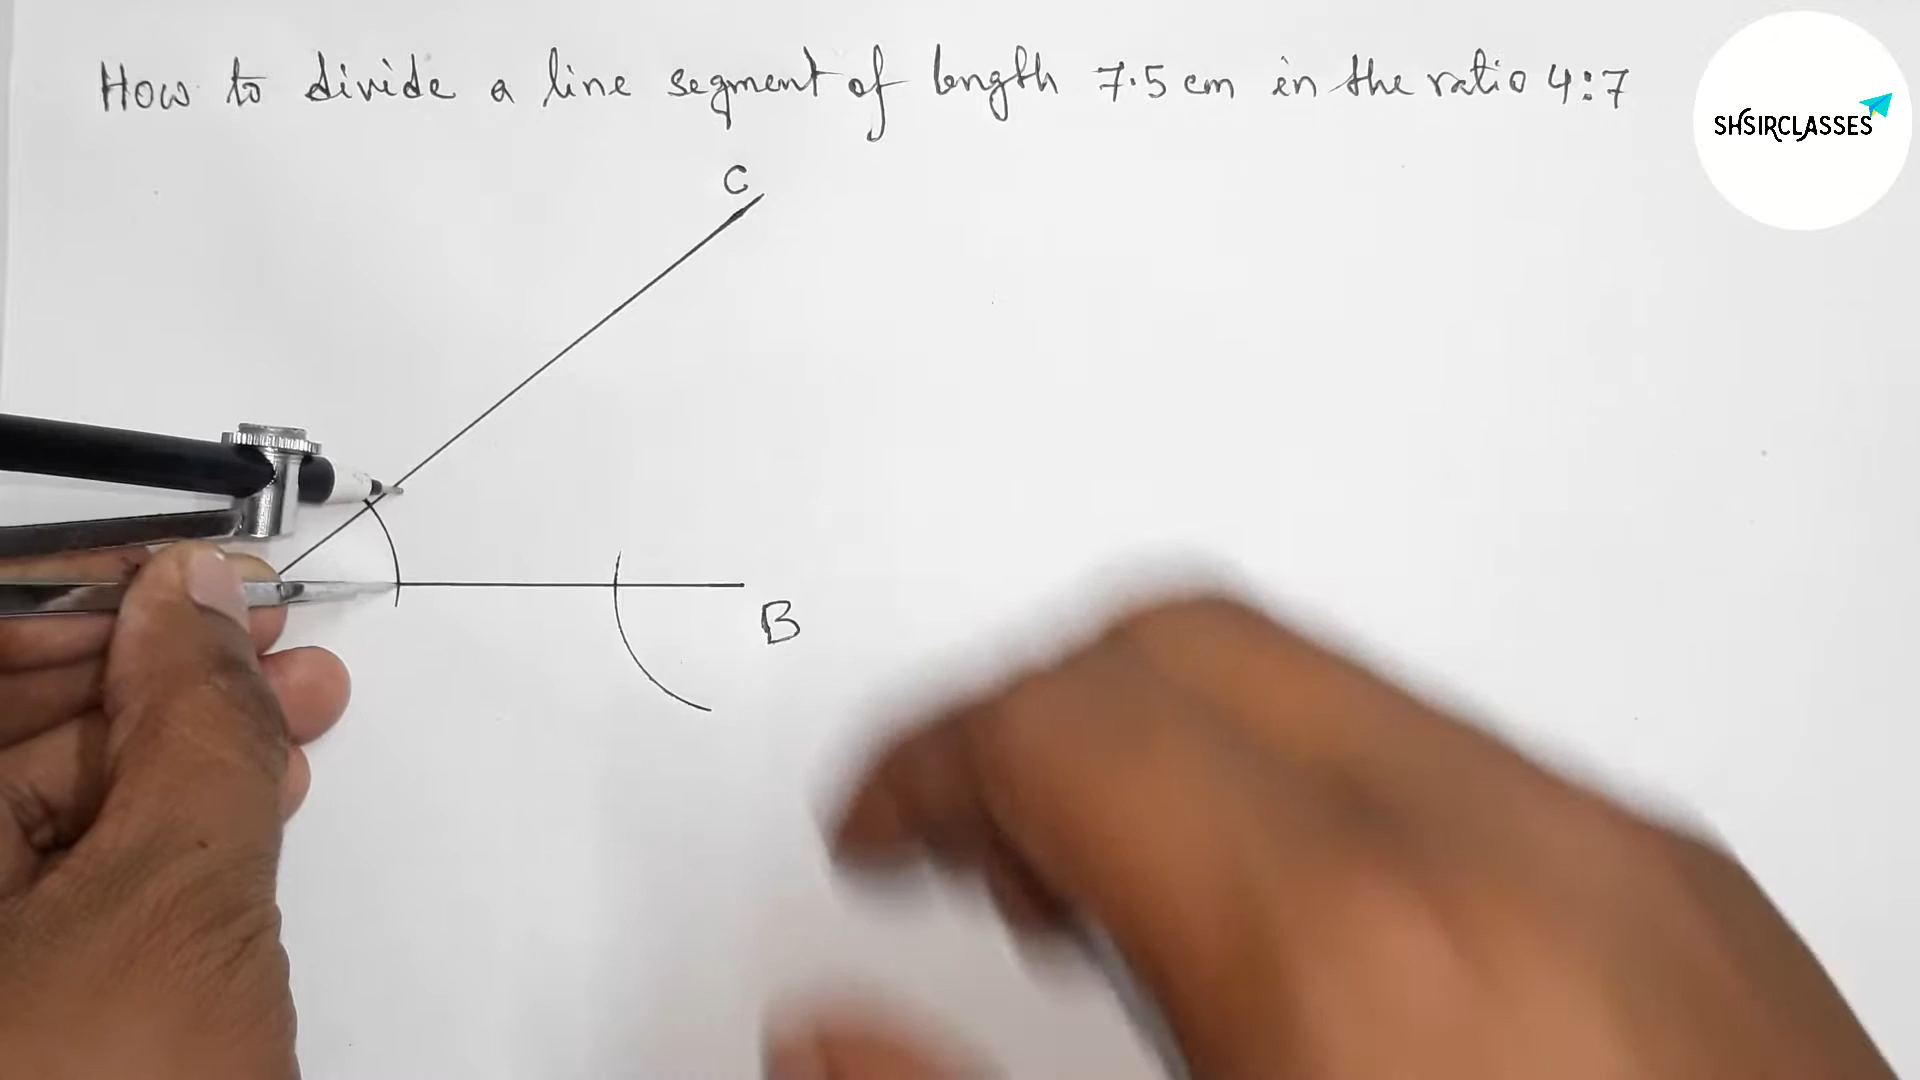 How to divide a line segment of length 7.5 cm in the ratio 4:7
SHSIRCLASSES
C
B